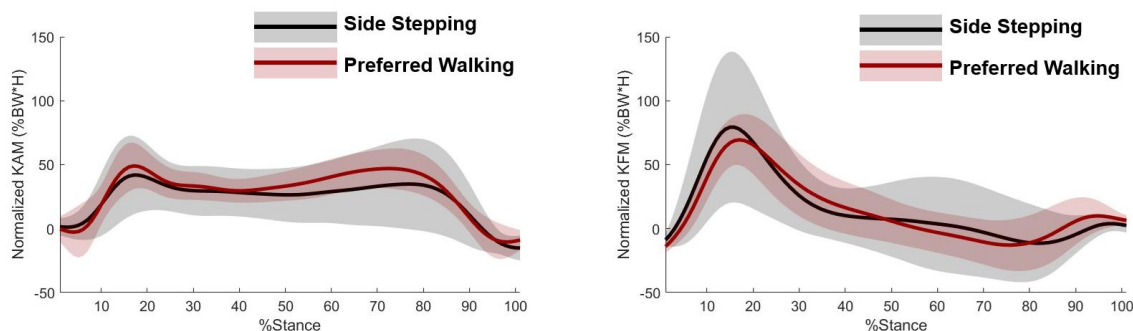 Side Stepping
Preferred Walking
150
100
50
0
-50
Normalized KAM (%BW*H)
10 20 30 40 50 60 70 80 90 100
%Stance
Side Stepping
Preferred Walking
150
100
50
0
-50
Normalized KFM (%BW*H)
10 20 30 40 50 60 70 80 90 100
%Stance